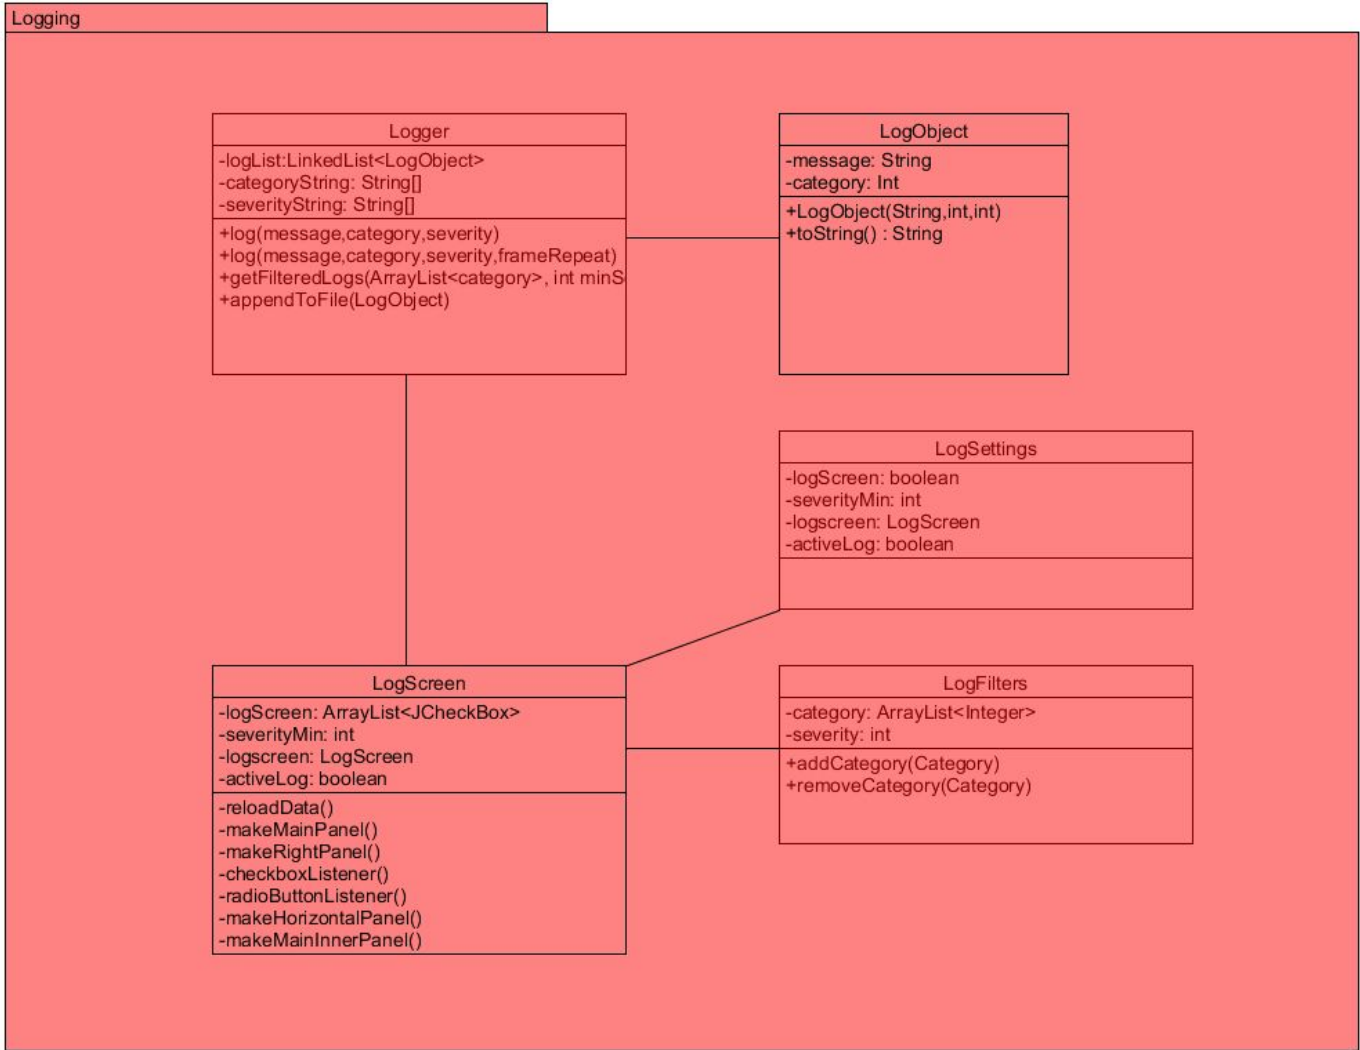 Logging
Logger
-logList:LinkedList<LogObject>
-categoryString: String[]
-severityString: String[]
+log(message,category,severity)
+log(message,category,severity,frameRepeat)
+getFilteredLogs(ArrayList<category>, int minS
+appendToFile(LogObject)
LogObject
-message: String
-category: Int
+LogObject(String,int,int)
+toString() : String
LogSettings
-logScreen: boolean
-severityMin: int
-logscreen: LogScreen
-activeLog: boolean
LogScreen
-logScreen: ArrayList<JCheckBox>
-severityMin: int
-logscreen: LogScreen
-activeLog: boolean
-reloadData()
-makeMainPanel()
-makeRightPanel()
-checkboxListener()
-radioButtonListener()
-makeHorizontalPanel()
-makeMainInnerPanel()
LogFilters
-category: ArrayList<Integer>
-severity: int
+addCategory(Category)
+removeCategory(Category)